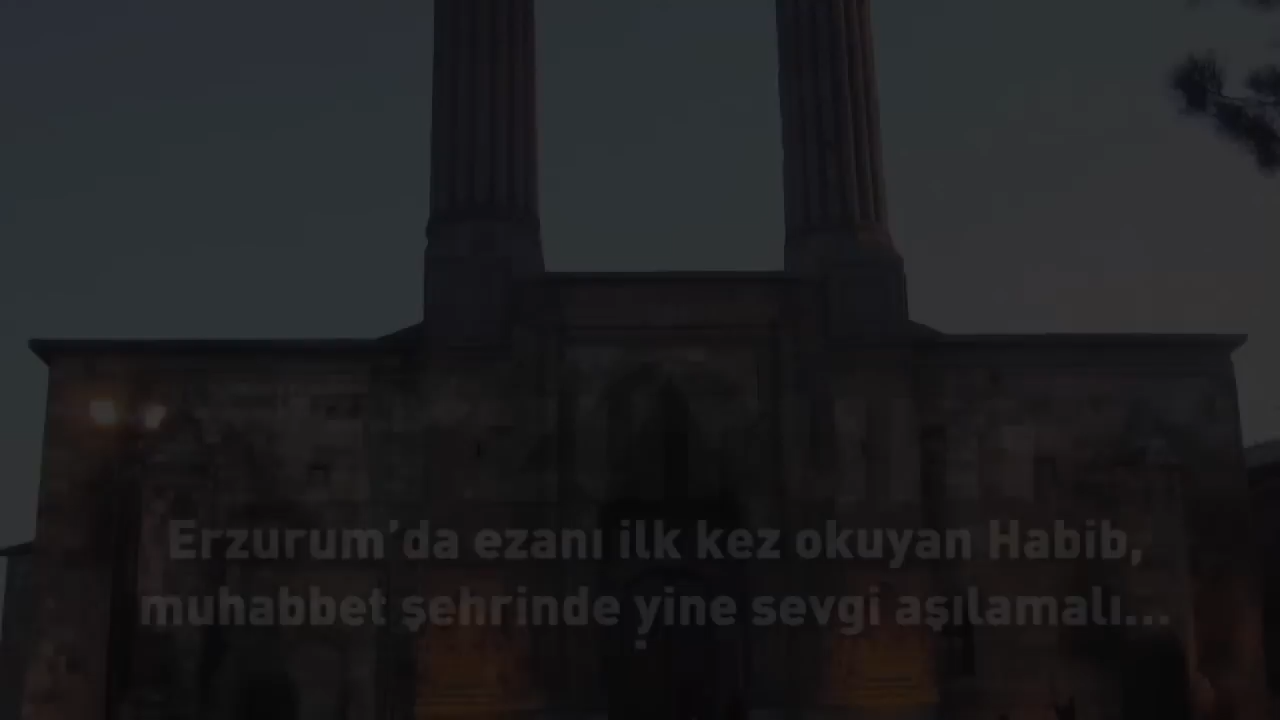 Erzurum’da ezanı ilk kez okuyan Habib,
muhabbet şehrinde yine sevgi aşılamalı...